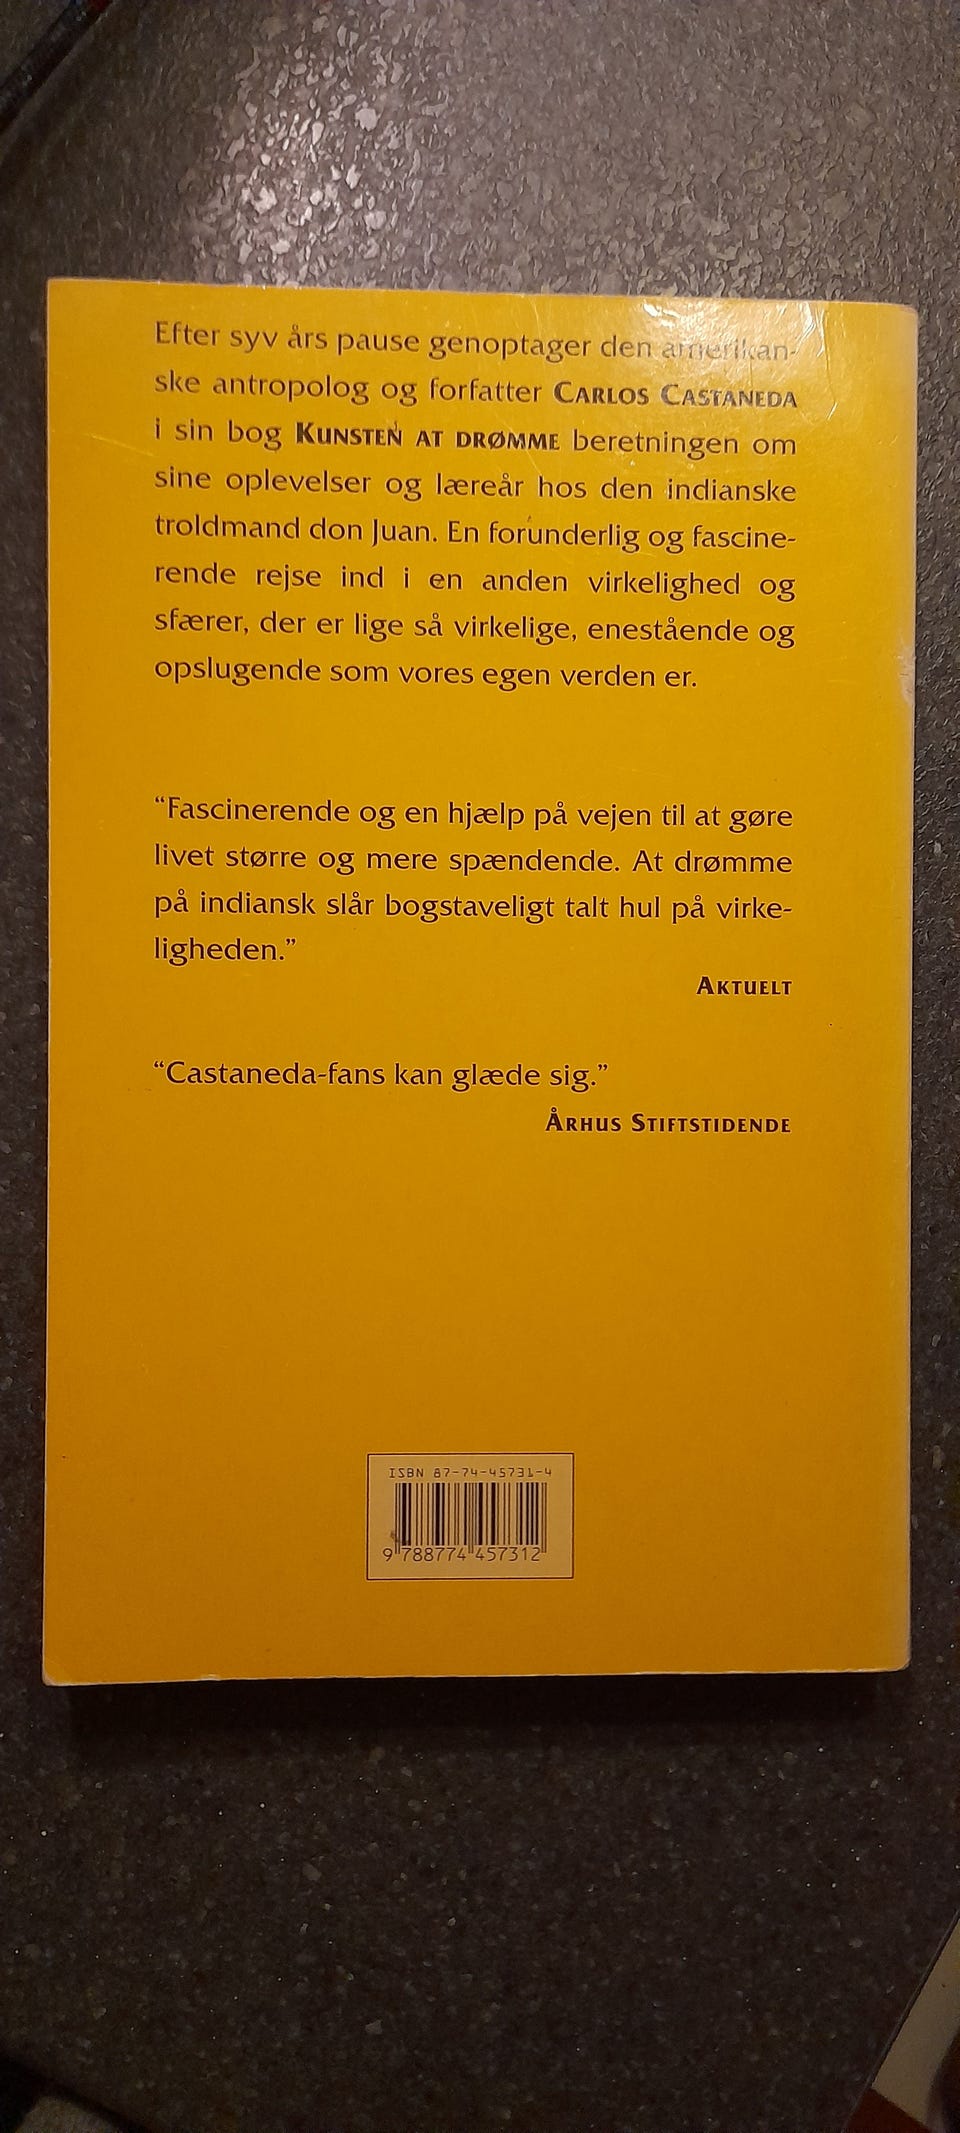 Efter syv års pause genoptager den amerikan-
ske antropolog og forfatter CARLOS CASTANEDA
i sin bog KUNSTEN AT DRØMME beretningen om
sine oplevelser og læreår hos den indianske
troldmand don Juan. En forunderlig og fascine-
rende rejse ind i en anden virkelighed og
sfærer, der er lige så virkelige, enestående og
opslugende som vores egen verden er.
“Fascinerende og en hjælp på vejen til at gøre
livet større og mere spændende. At drømme
på indiansk slår bogstaveligt talt hul på virke-
ligheden.”
AKTUELT
“Castaneda-fans kan glæde sig.”
ÅRHUS STIFTSTIDENDE
ISBN 87-74-45731-4
9 788774 457312